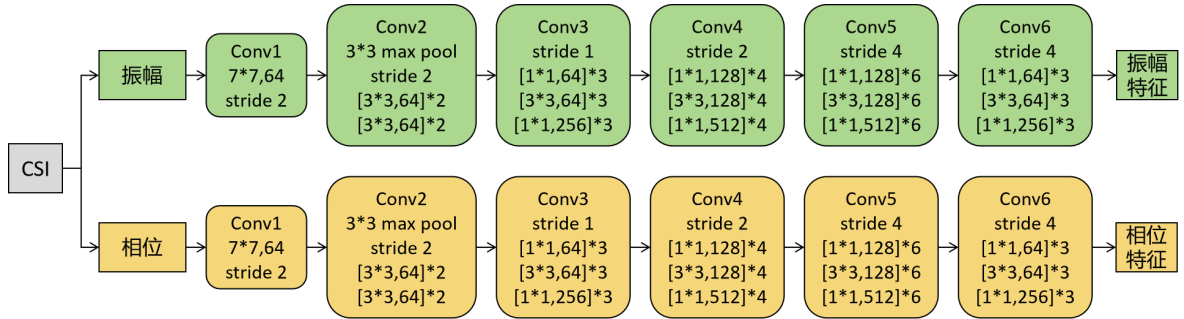 CSI
振幅
Conv1
7*7,64
stride 2
Conv2
3*3 max pool
stride 2
[3*3,64]*2
[3*3,64]*2
Conv3
stride 1
[1*1,64]*3
[3*3,64]*3
[1*1,256]*3
Conv4
stride 2
[1*1,128]*4
[3*3,128]*4
[1*1,512]*4
Conv5
stride 4
[1*1,128]*6
[3*3,128]*6
[1*1,512]*6
Conv6
stride 4
[1*1,64]*3
[3*3,64]*3
[1*1,256]*3
振幅
特征
相位
Conv1
7*7,64
stride 2
Conv2
3*3 max pool
stride 2
[3*3,64]*2
[3*3,64]*2
Conv3
stride 1
[1*1,64]*3
[3*3,64]*3
[1*1,256]*3
Conv4
stride 2
[1*1,128]*4
[3*3,128]*4
[1*1,512]*4
Conv5
stride 4
[1*1,128]*6
[3*3,128]*6
[1*1,512]*6
Conv6
stride 4
[1*1,64]*3
[3*3,64]*3
[1*1,256]*3
相位
特征